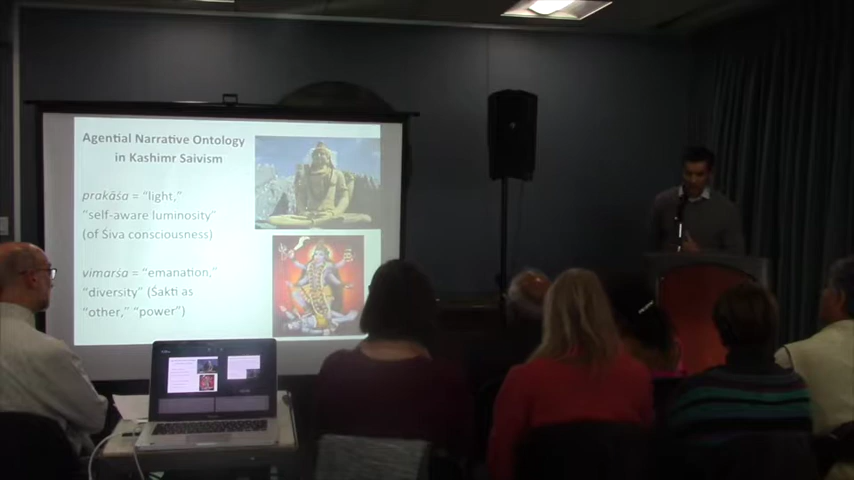 Agential Narrative Ontology
in Kashimr Saivism
prakāśa = “light,”
“self-aware luminosity”
(of Śiva consciousness)
vimarśa = “emanation,”
“diversity” (Śakti as
“other,” “power”)